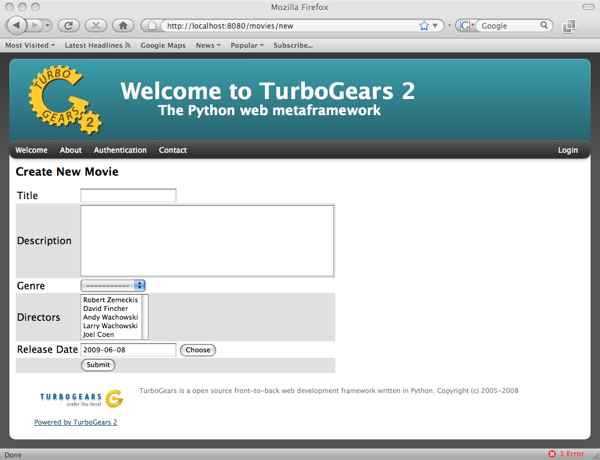 Mozilla Firefox
http://localhost:8080/movies/new
Google
Most Visited Latest Headlines Google Maps News Popular Subscribe...
TURBO
GEARS
2
Welcome to TurboGears 2
The Python web metaframework
Welcome About Authentication Contact Login
Create New Movie
Title
Description
Genre -----------
Directors
Robert Zemeckis
David Fincher
Andy Wachowski
Larry Wachowski
Joel Coen
Release Date 2009-06-08 Choose
Submit
TURBOGEARS
under the hood
TurboGears is a open source front-to-back web development framework written in Python. Copyright (c) 2005-2008
Powered by TurboGears 2
Done 1 Error